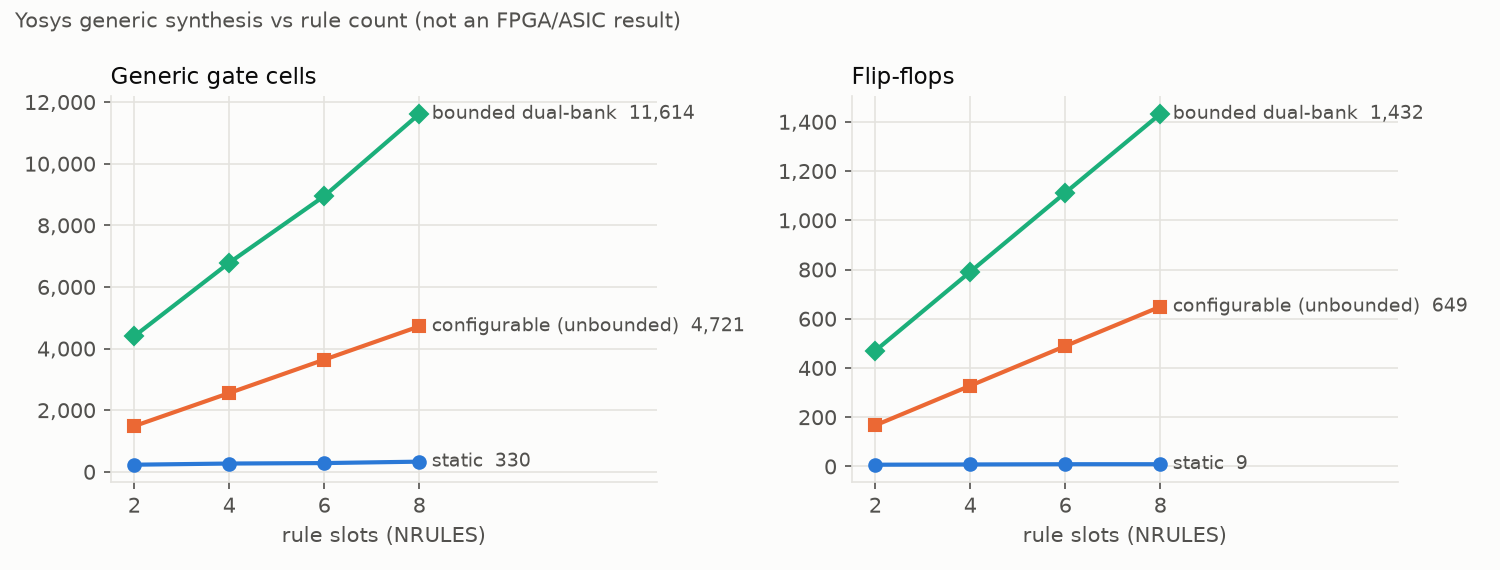 Yosys generic synthesis vs rule count (not an FPGA/ASIC result)
Generic gate cells
12,000
10,000
8,000
6,000
4,000
2,000
0
bounded dual-bank 11,614
configurable (unbounded) 4,721
static 330
2 4 6 8
rule slots (NRULES)
Flip-flops
1,400
1,200
1,000
800
600
400
200
0
bounded dual-bank 1,432
configurable (unbounded) 649
static 9
2 4 6 8
rule slots (NRULES)